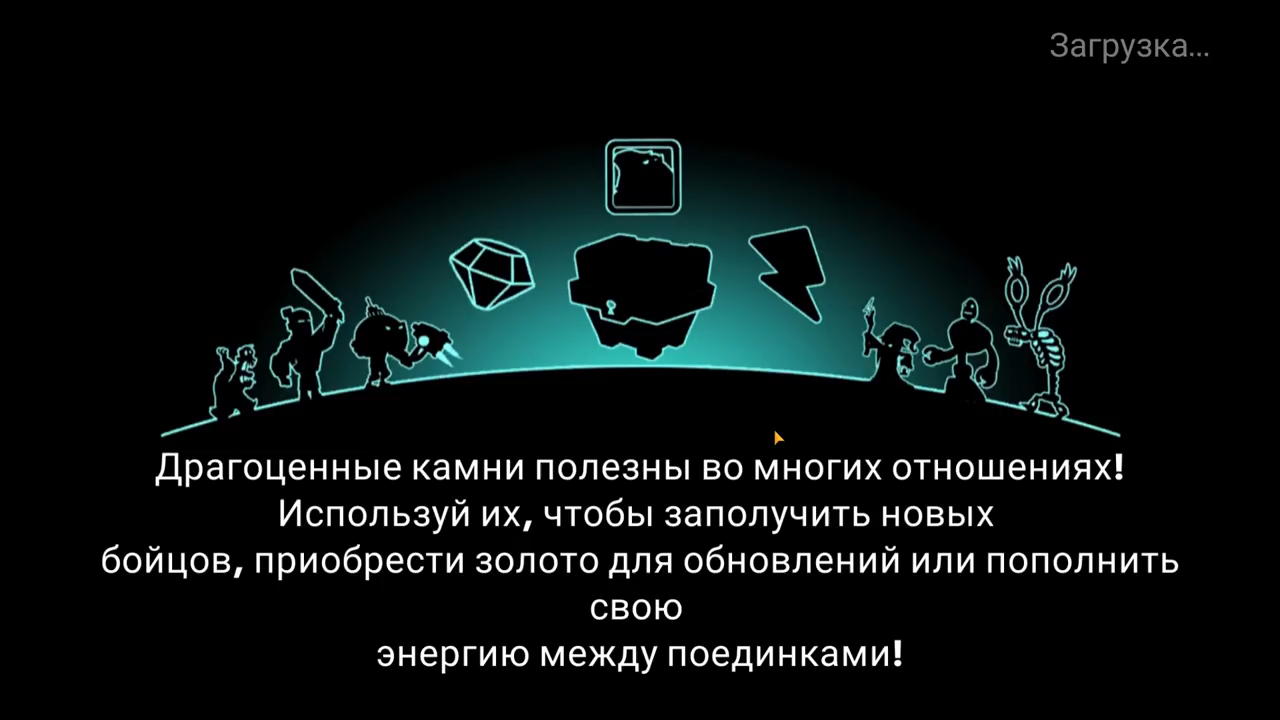 Загрузка...
Драгоценные камни полезны во многих отношениях!
Используй их, чтобы заполучить новых
бойцов, приобрести золото для обновлений или пополнить
свою
энергию между поединками!